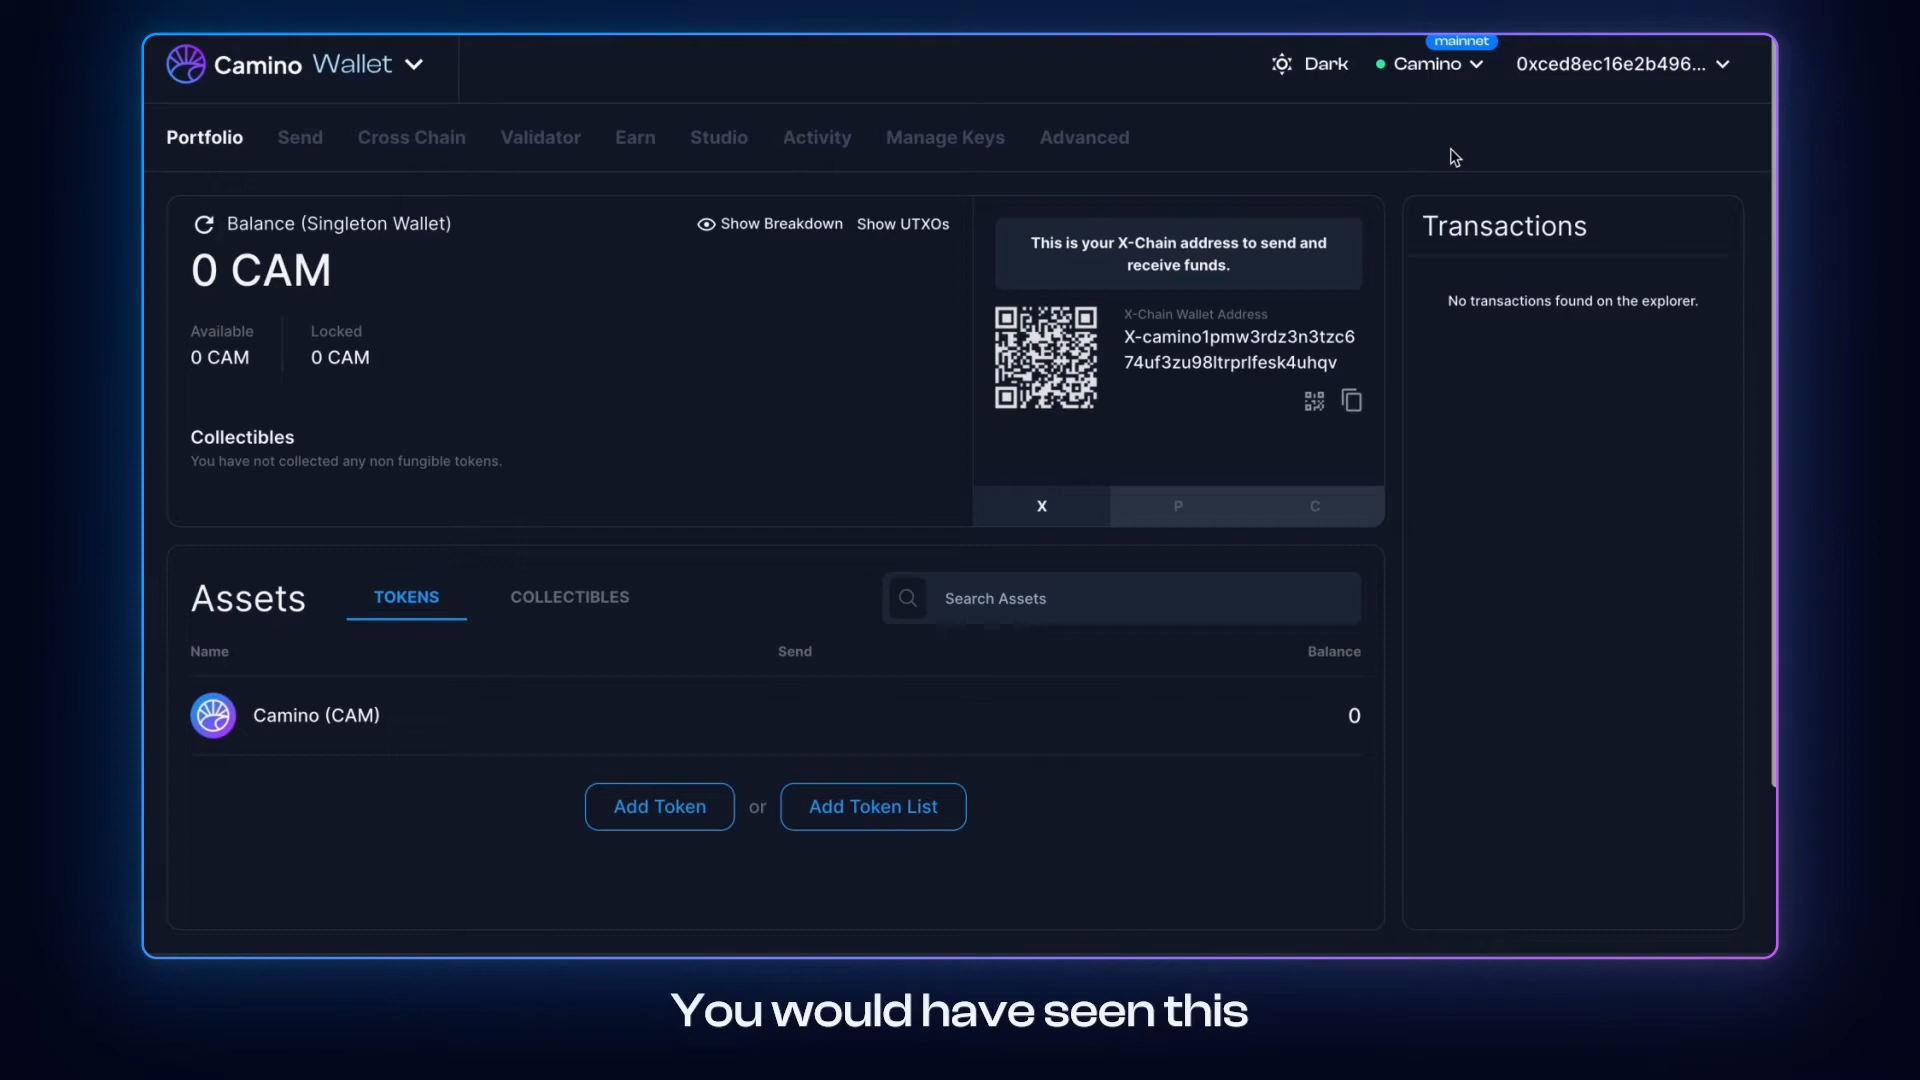 mainnet
Camino Wallet
Dark
Camino
0xced8ec16e2b496...
Portfolio
Send
Cross Chain
Validator
Earn
Studio
Activity
Manage Keys
Advanced
Balance (Singleton Wallet)
Show Breakdown
Show UTXOs
0 CAM
Available
Locked
0 CAM
0 CAM
Collectibles
You have not collected any non fungible tokens.
This is your X-Chain address to send and
receive funds.
X-Chain Wallet Address
X-camino1pmw3rdz3n3tzc6
74uf3zu98ltrprlfesk4uhqv
X
P
C
Transactions
No transactions found on the explorer.
Assets
TOKENS
COLLECTIBLES
Search Assets
Name
Send
Balance
Camino (CAM)
0
Add Token
or
Add Token List
You would have seen this